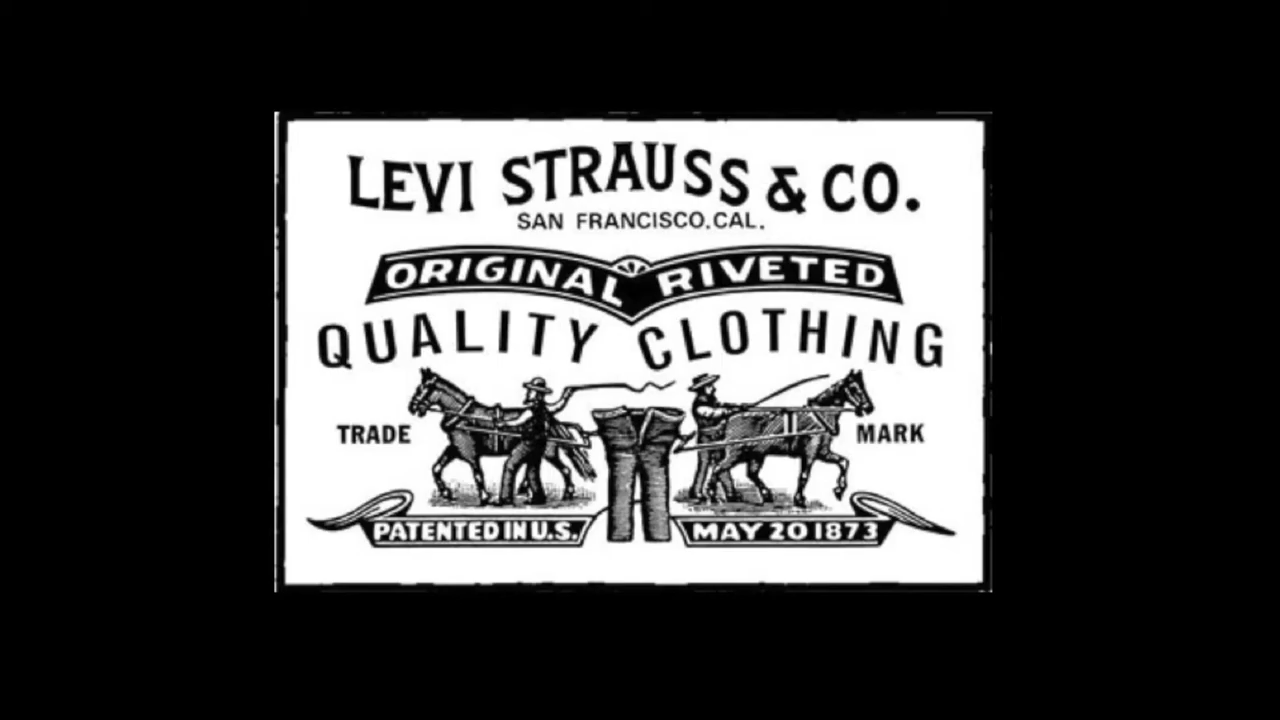 LEVI STRAUSS & CO.
SAN FRANCISCO.CAL.
ORIGINAL RIVETED
QUALITY CLOTHING
TRADE MARK
PATENTED IN U.S. MAY 20 1873